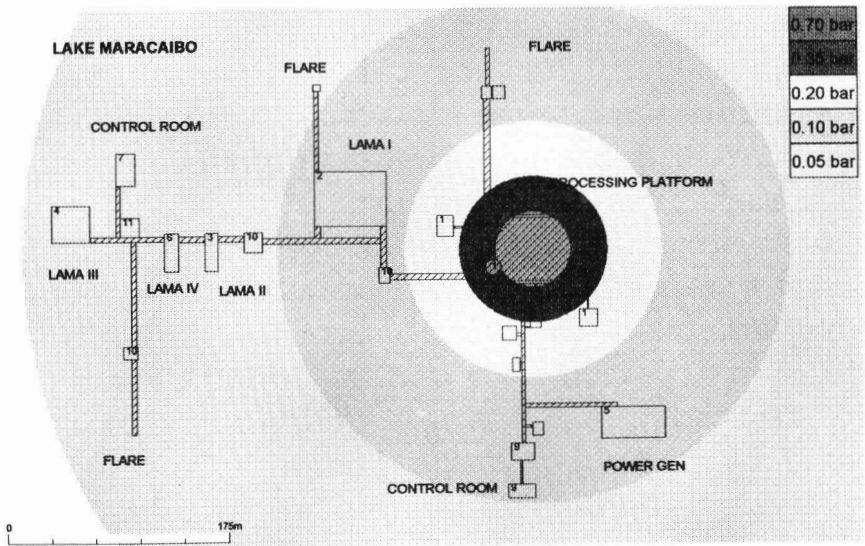 LAKE MARACAIBO
FLARE
0.70 bar
0.35 bar
0.20 bar
0.10 bar
0.05 bar
FLARE
CONTROL ROOM
LAMA I
7
2
PROCESSING PLATFORM
4
11
6
3
10
1
LAMA III
LAMA IV
LAMA II
1
10
5
9
FLARE
POWER GEN
CONTROL ROOM
9
0
175m